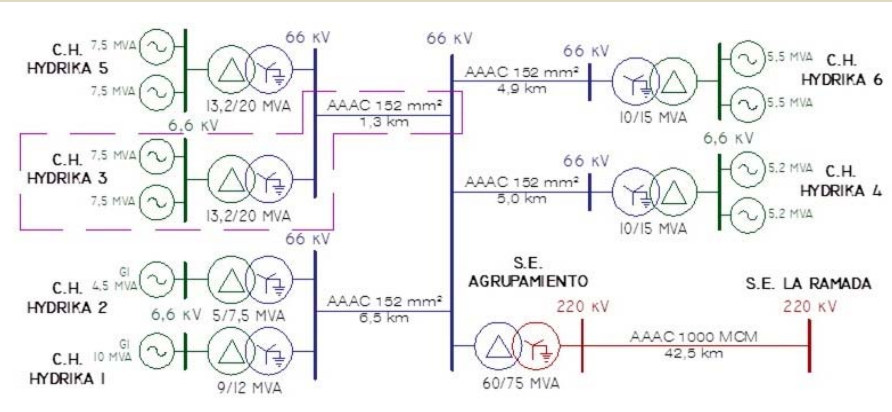 66 kV
66 kV
C.H.
HYDRIKA 5
7,5 MVA
7,5 MVA
13,2/20 MVA
6,6 kV
AAAC 152 mm²
1,3 km
C.H.
HYDRIKA 3
7,5 MVA
7,5 MVA
13,2/20 MVA
66 kV
C.H.
HYDRIKA 2
G1
4,5 MVA
6,6 kV
5/7,5 MVA
AAAC 152 mm²
6,5 km
C.H.
HYDRIKA 1
G1
10 MVA
9/12 MVA
AAAC 152 mm²
4,9 km
66 kV
10/15 MVA
5,5 MVA
5,5 MVA
C.H.
HYDRIKA 6
6,6 kV
AAAC 152 mm²
5,0 km
66 kV
10/15 MVA
5,2 MVA
5,2 MVA
C.H.
HYDRIKA 4
S.E.
AGRUPAMIENTO
220 kV
60/75 MVA
AAAC 1000 MCM
42,5 km
S.E. LA RAMADA
220 kV